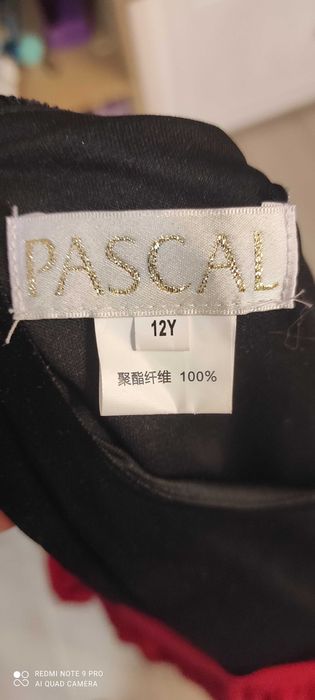 PASCAL
12Y
聚酯纤维 100%
REDMI NOTE 9 PRO
AI QUAD CAMERA